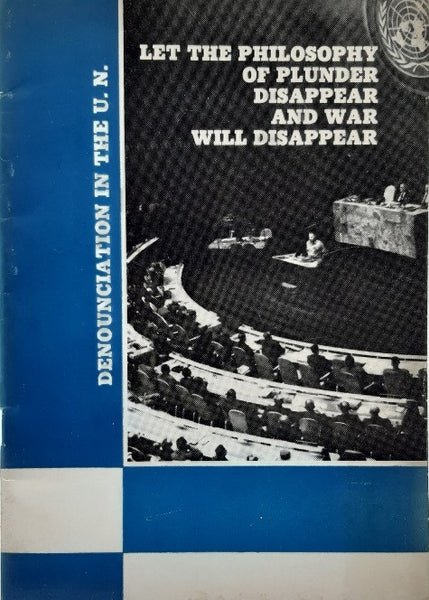 DENOUNCIATION IN THE U. N.
LET THE PHILOSOPHY
OF PLUNDER
DISAPPEAR
AND WAR
WILL DISAPPEAR